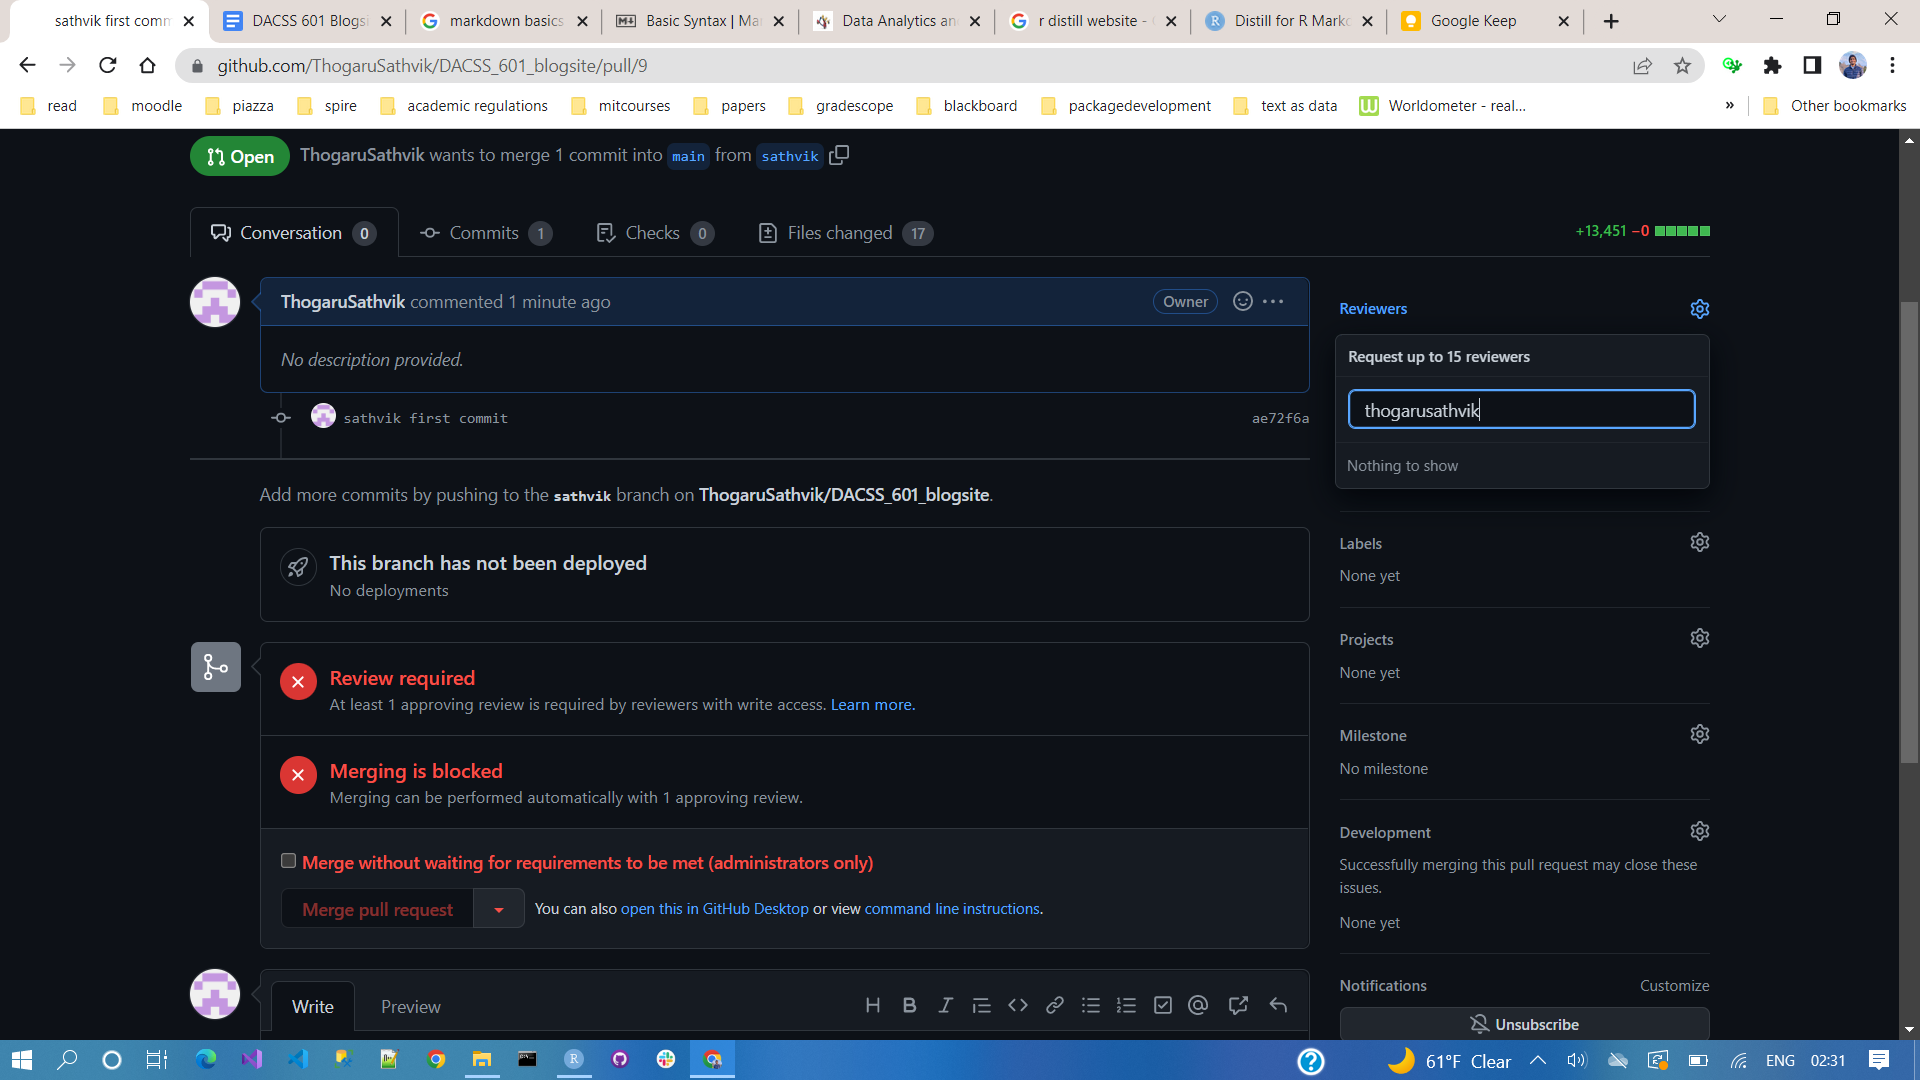 sathvik first comm
DACSS 601 Blogsi
markdown basics
Basic Syntax | Ma
Data Analytics an
r distill website -
Distill for R Markd
Google Keep
github.com/ThogaruSathvik/DACSS_601_blogsite/pull/9
read
moodle
piazza
spire
academic regulations
mitcourses
papers
gradescope
blackboard
packagedevelopment
text as data
Worldometer - real...
»
Other bookmarks
Open
ThogaruSathvik wants to merge 1 commit into main from sathvik
Conversation 0
Commits 1
Checks 0
Files changed 17
+13,451 −0
ThogaruSathvik commented 1 minute ago
Owner
No description provided.
sathvik first commit
ae72f6a
Add more commits by pushing to the sathvik branch on ThogaruSathvik/DACSS_601_blogsite.
This branch has not been deployed
No deployments
Review required
At least 1 approving review is required by reviewers with write access. Learn more.
Merging is blocked
Merging can be performed automatically with 1 approving review.
Merge without waiting for requirements to be met (administrators only)
Merge pull request
You can also open this in GitHub Desktop or view command line instructions.
Write
Preview
Reviewers
Request up to 15 reviewers
thogarusathvik
Nothing to show
Labels
None yet
Projects
None yet
Milestone
No milestone
Development
Successfully merging this pull request may close these
issues.
None yet
Notifications
Customize
Unsubscribe
61°F Clear
ENG
02:31